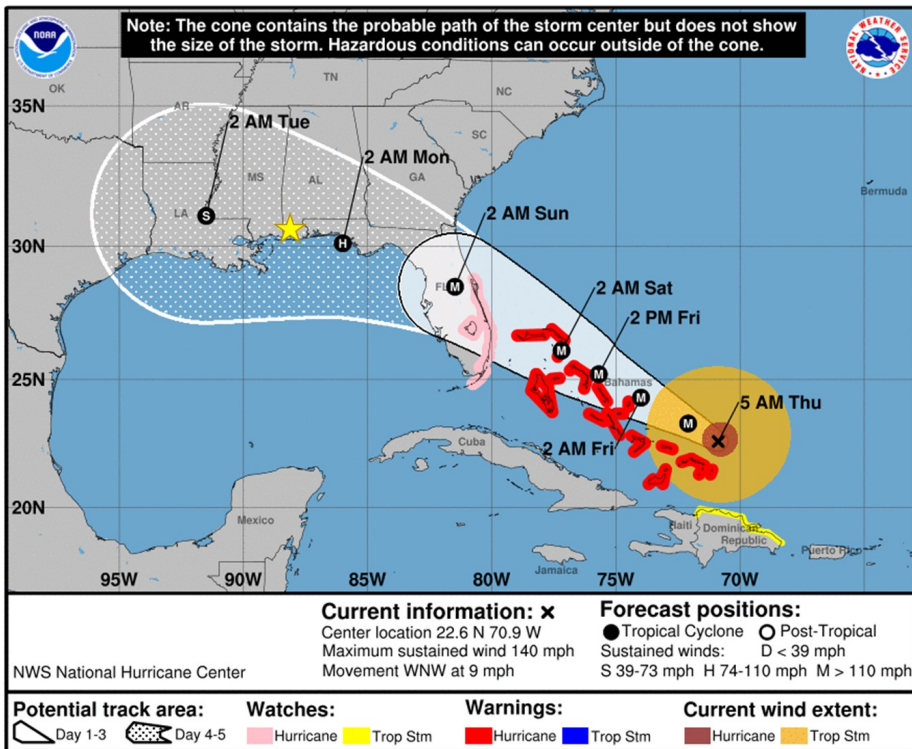 Note: The cone contains the probable path of the storm center but does not show
the size of the storm. Hazardous conditions can occur outside of the cone.
NOAA
NATIONAL WEATHER SERVICE
OK
TN
NC
35N
AR
2 AM Tue
SC
2 AM Mon
MS
AL
GA
Bermuda
LA
S
2 AM Sun
30N
H
FL
M
2 AM Sat
2 PM Fri
M
M
25N
Bahamas
M
5 AM Thu
M
2 AM Fri
Cuba
20N
Mexico
Haiti
Dominican
Republic
Puerto Rico
Jamaica
95W
90W
85W
80W
75W
70W
Current information: ×
Center location 22.6 N 70.9 W
Maximum sustained wind 140 mph
Movement WNW at 9 mph
Forecast positions:
Tropical Cyclone
Post-Tropical
Sustained winds: D < 39 mph
S 39-73 mph H 74-110 mph M > 110 mph
NWS National Hurricane Center
Potential track area:
Day 1-3
Day 4-5
Watches:
Hurricane
Trop Stm
Warnings:
Hurricane
Trop Stm
Current wind extent:
Hurricane
Trop Stm